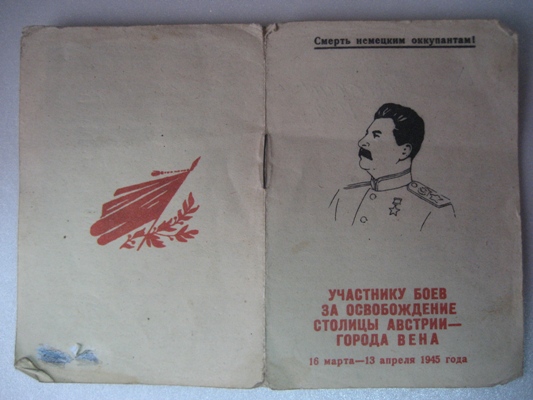 Смерть немецким оккупантам!
УЧАСТНИКУ БОЕВ
ЗА ОСВОБОЖДЕНИЕ
СТОЛИЦЫ АВСТРИИ—
ГОРОДА ВЕНА
16 марта—13 апреля 1945 года